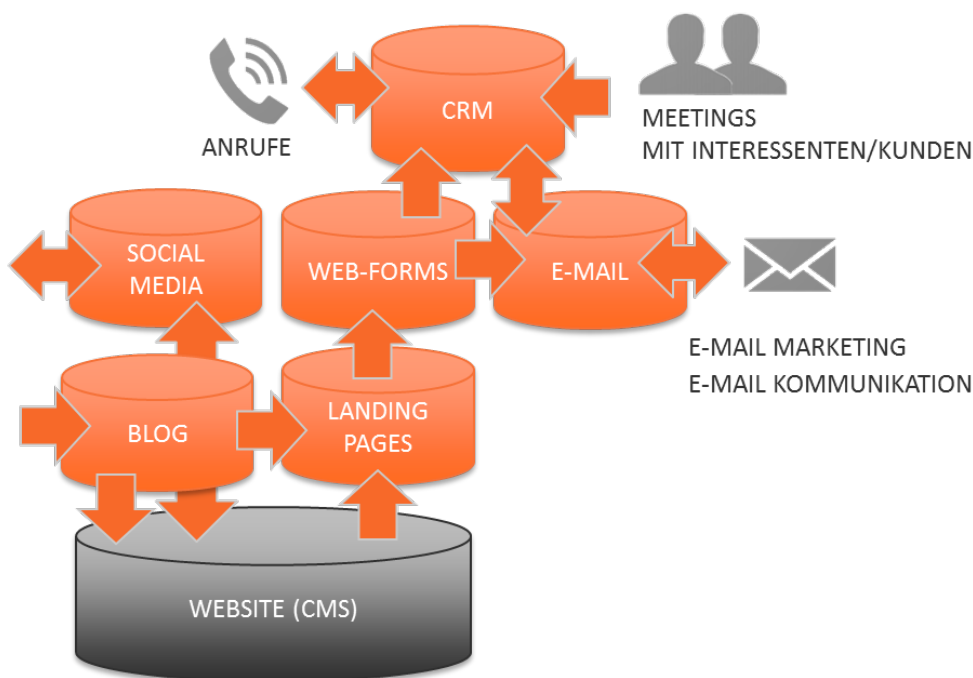 CRM
ANRUFE
MEETINGS
MIT INTERESSENTEN/KUNDEN
SOCIAL
MEDIA
WEB-FORMS
E-MAIL
E-MAIL MARKETING
E-MAIL KOMMUNIKATION
BLOG
LANDING
PAGES
WEBSITE (CMS)